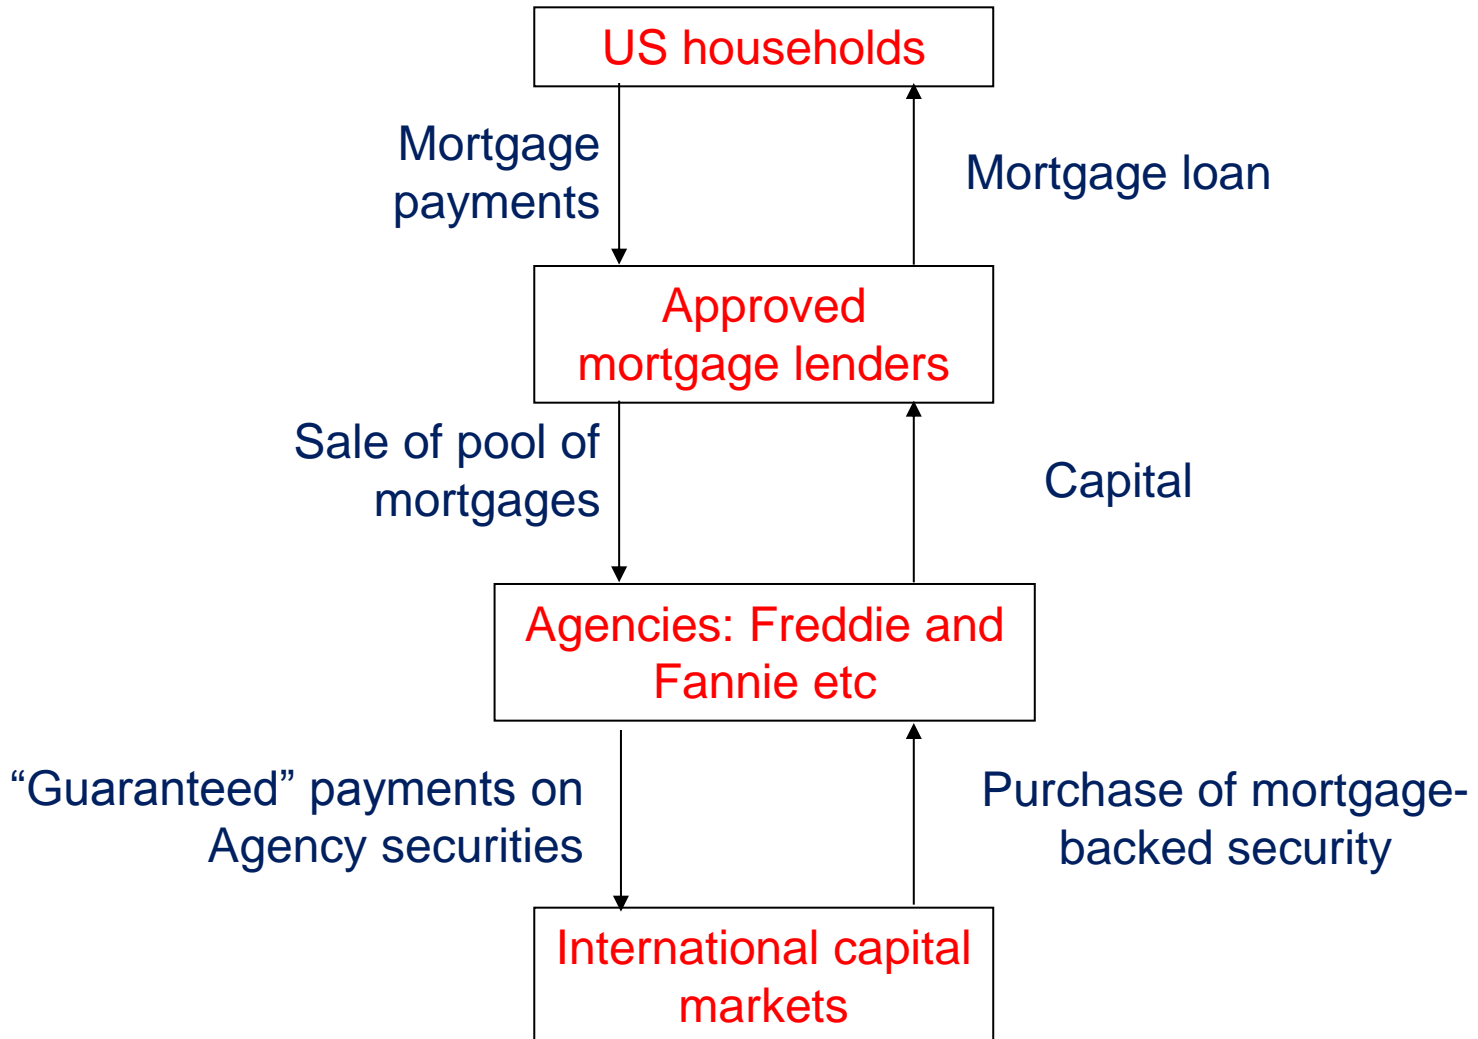 US households
Mortgage
payments
Mortgage loan
Approved
mortgage lenders
Sale of pool of
mortgages
Capital
Agencies: Freddie and
Fannie etc
“Guaranteed” payments on
Agency securities
Purchase of mortgage-
backed security
International capital
markets